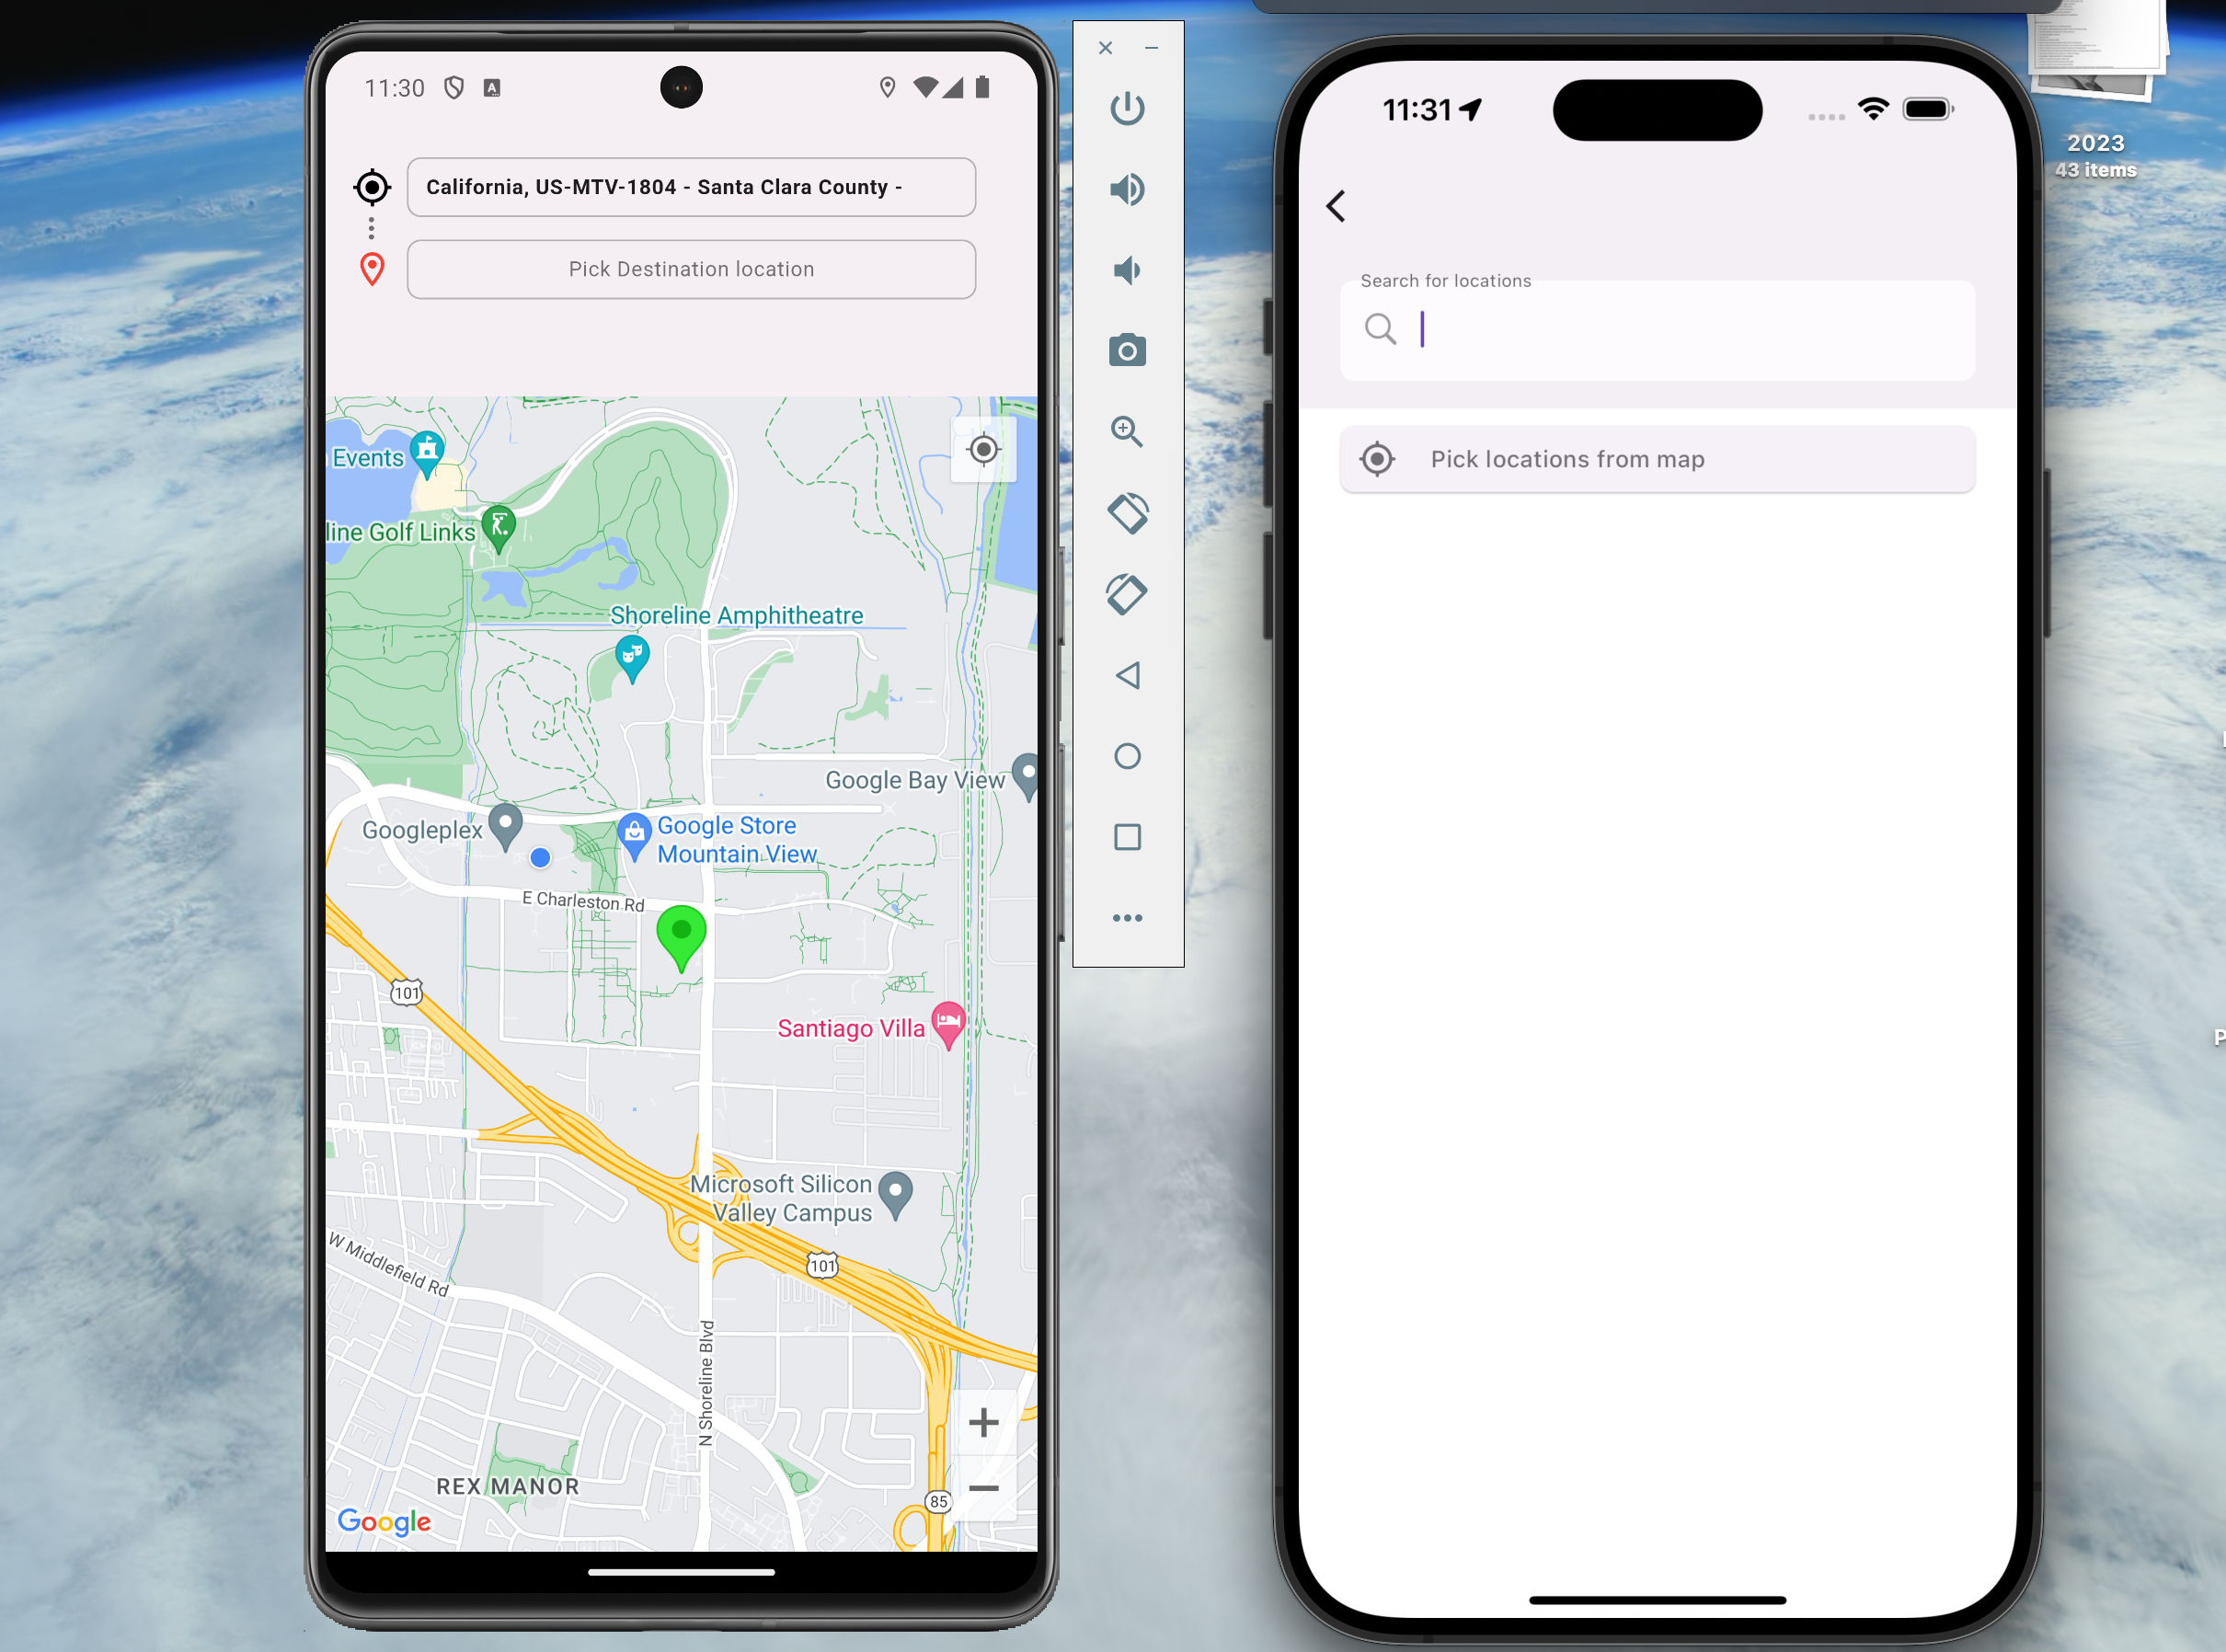 11:30
California, US-MTV-1804 - Santa Clara County -
Pick Destination location
Events
line Golf Links
Shoreline Amphitheatre
Google Bay View
Googleplex
Google Store
Mountain View
E Charleston Rd
101
Santiago Villa
Microsoft Silicon
Valley Campus
101
W Middlefield Rd
N Shoreline Blvd
REX MANOR
85
Google
11:31
Search for locations
Pick locations from map
2023
43 items
P